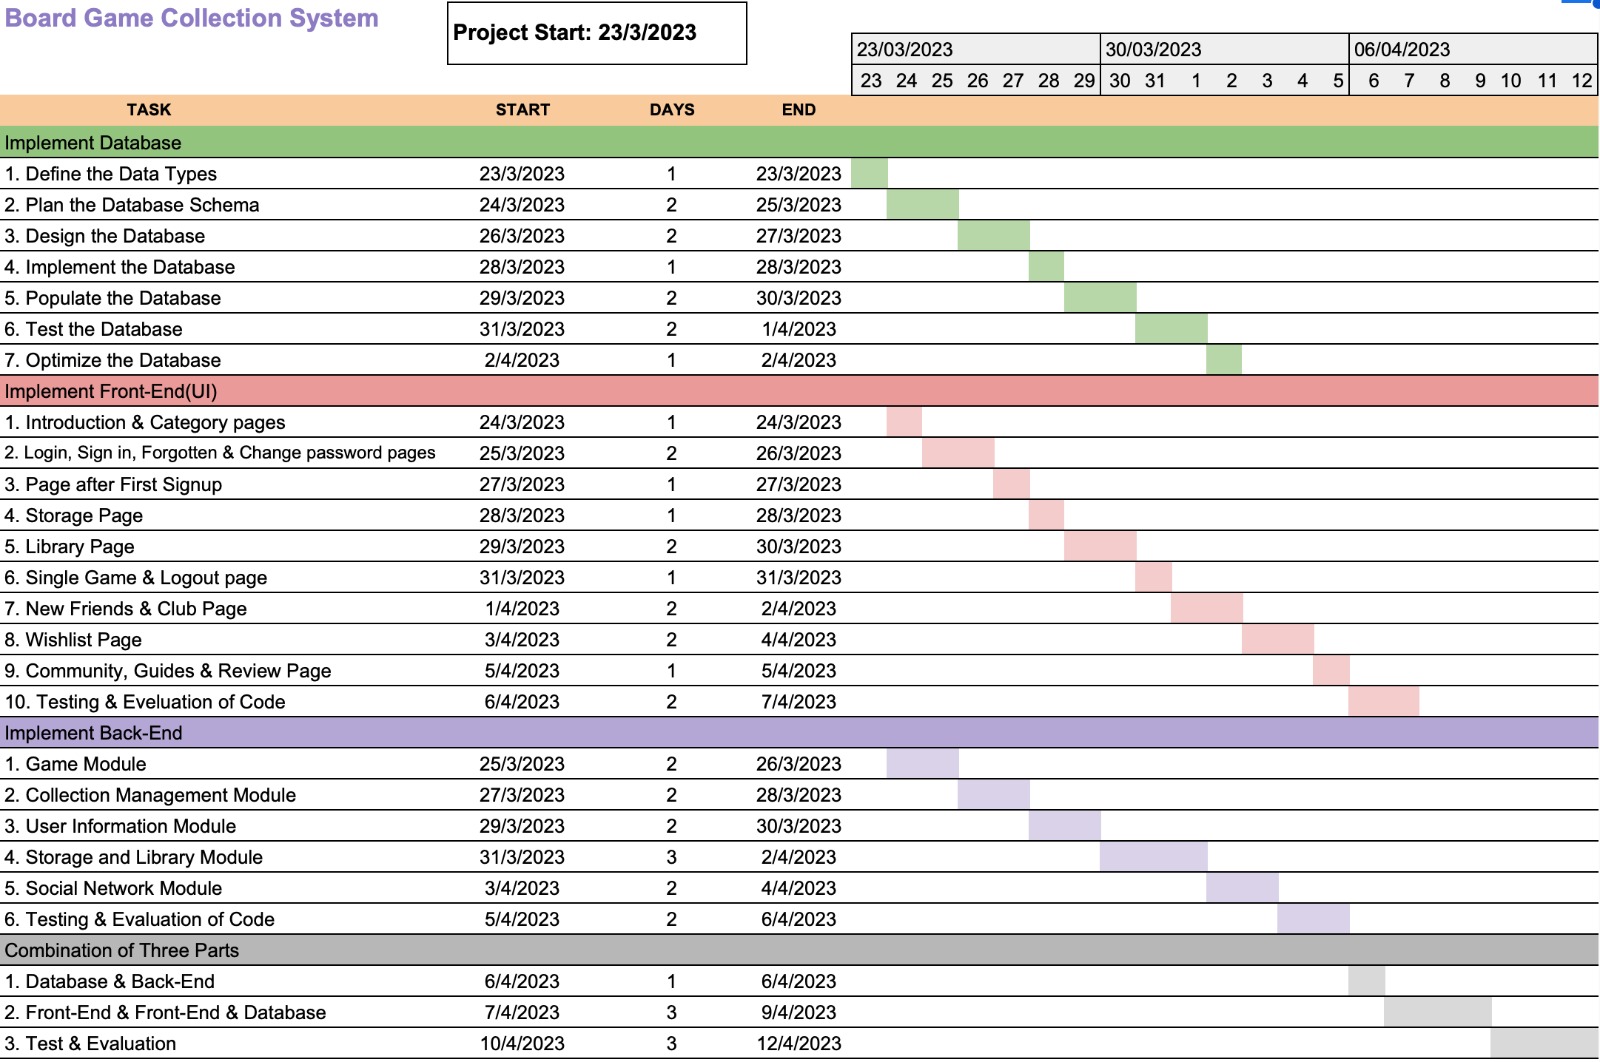 Board Game Collection System
Project Start: 23/3/2023
23/03/2023 30/03/2023 06/04/2023
23 24 25 26 27 28 29 30 31 1 2 3 4 5 6 7 8 9 10 11 12
TASK START DAYS END
Implement Database
1. Define the Data Types 23/3/2023 1 23/3/2023
2. Plan the Database Schema 24/3/2023 2 25/3/2023
3. Design the Database 26/3/2023 2 27/3/2023
4. Implement the Database 28/3/2023 1 28/3/2023
5. Populate the Database 29/3/2023 2 30/3/2023
6. Test the Database 31/3/2023 2 1/4/2023
7. Optimize the Database 2/4/2023 1 2/4/2023
Implement Front-End(UI)
1. Introduction & Category pages 24/3/2023 1 24/3/2023
2. Login, Sign in, Forgotten & Change password pages 25/3/2023 2 26/3/2023
3. Page after First Signup 27/3/2023 1 27/3/2023
4. Storage Page 28/3/2023 1 28/3/2023
5. Library Page 29/3/2023 2 30/3/2023
6. Single Game & Logout page 31/3/2023 1 31/3/2023
7. New Friends & Club Page 1/4/2023 2 2/4/2023
8. Wishlist Page 3/4/2023 2 4/4/2023
9. Community, Guides & Review Page 5/4/2023 1 5/4/2023
10. Testing & Eveluation of Code 6/4/2023 2 7/4/2023
Implement Back-End
1. Game Module 25/3/2023 2 26/3/2023
2. Collection Management Module 27/3/2023 2 28/3/2023
3. User Information Module 29/3/2023 2 30/3/2023
4. Storage and Library Module 31/3/2023 3 2/4/2023
5. Social Network Module 3/4/2023 2 4/4/2023
6. Testing & Evaluation of Code 5/4/2023 2 6/4/2023
Combination of Three Parts
1. Database & Back-End 6/4/2023 1 6/4/2023
2. Front-End & Front-End & Database 7/4/2023 3 9/4/2023
3. Test & Evaluation 10/4/2023 3 12/4/2023